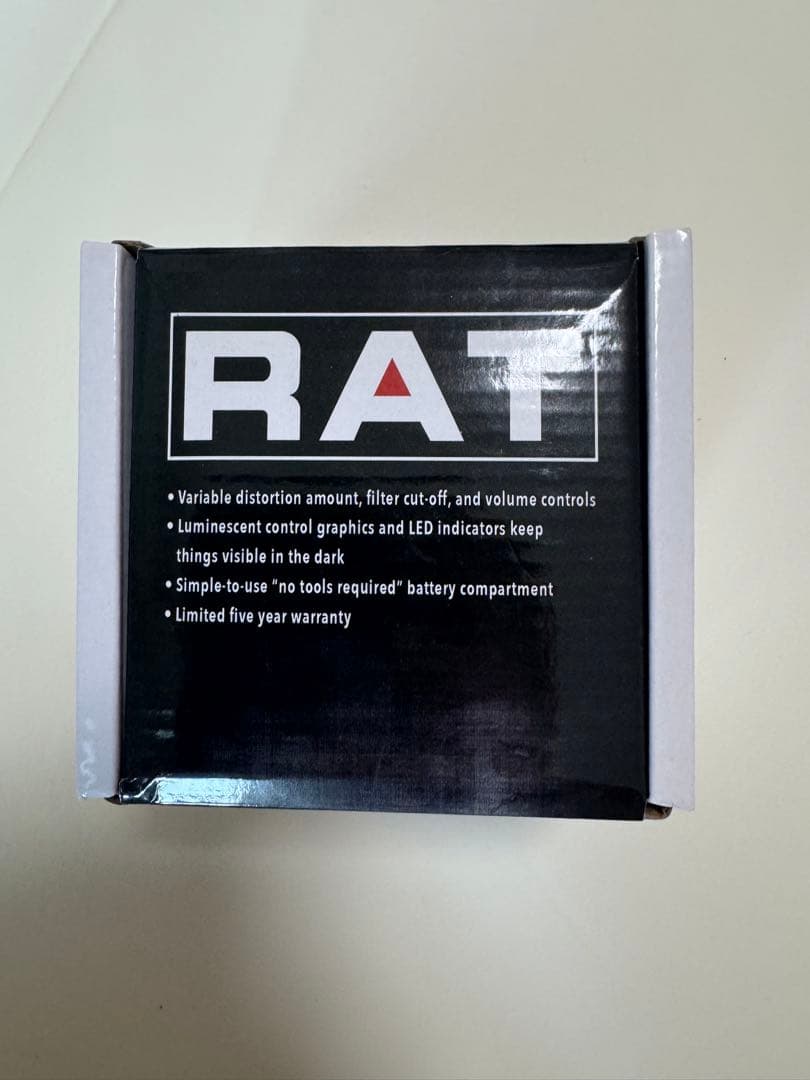 RAT
• Variable distortion amount, filter cut-off, and volume controls
• Luminescent control graphics and LED indicators keep
things visible in the dark
• Simple-to-use “no tools required” battery compartment
• Limited five year warranty